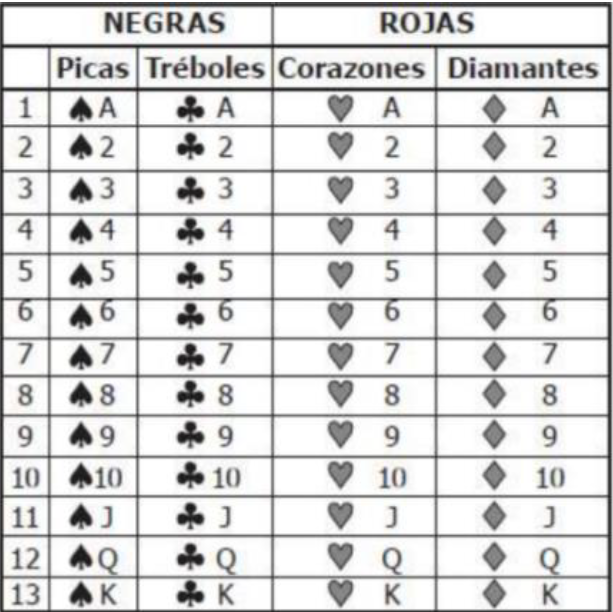 NEGRAS ROJAS
Picas Tréboles Corazones Diamantes
1 ♠ A ♣ A ♥ A ♦ A
2 ♠ 2 ♣ 2 ♥ 2 ♦ 2
3 ♠ 3 ♣ 3 ♥ 3 ♦ 3
4 ♠ 4 ♣ 4 ♥ 4 ♦ 4
5 ♠ 5 ♣ 5 ♥ 5 ♦ 5
6 ♠ 6 ♣ 6 ♥ 6 ♦ 6
7 ♠ 7 ♣ 7 ♥ 7 ♦ 7
8 ♠ 8 ♣ 8 ♥ 8 ♦ 8
9 ♠ 9 ♣ 9 ♥ 9 ♦ 9
10 ♠ 10 ♣ 10 ♥ 10 ♦ 10
11 ♠ J ♣ J ♥ J ♦ J
12 ♠ Q ♣ Q ♥ Q ♦ Q
13 ♠ K ♣ K ♥ K ♦ K